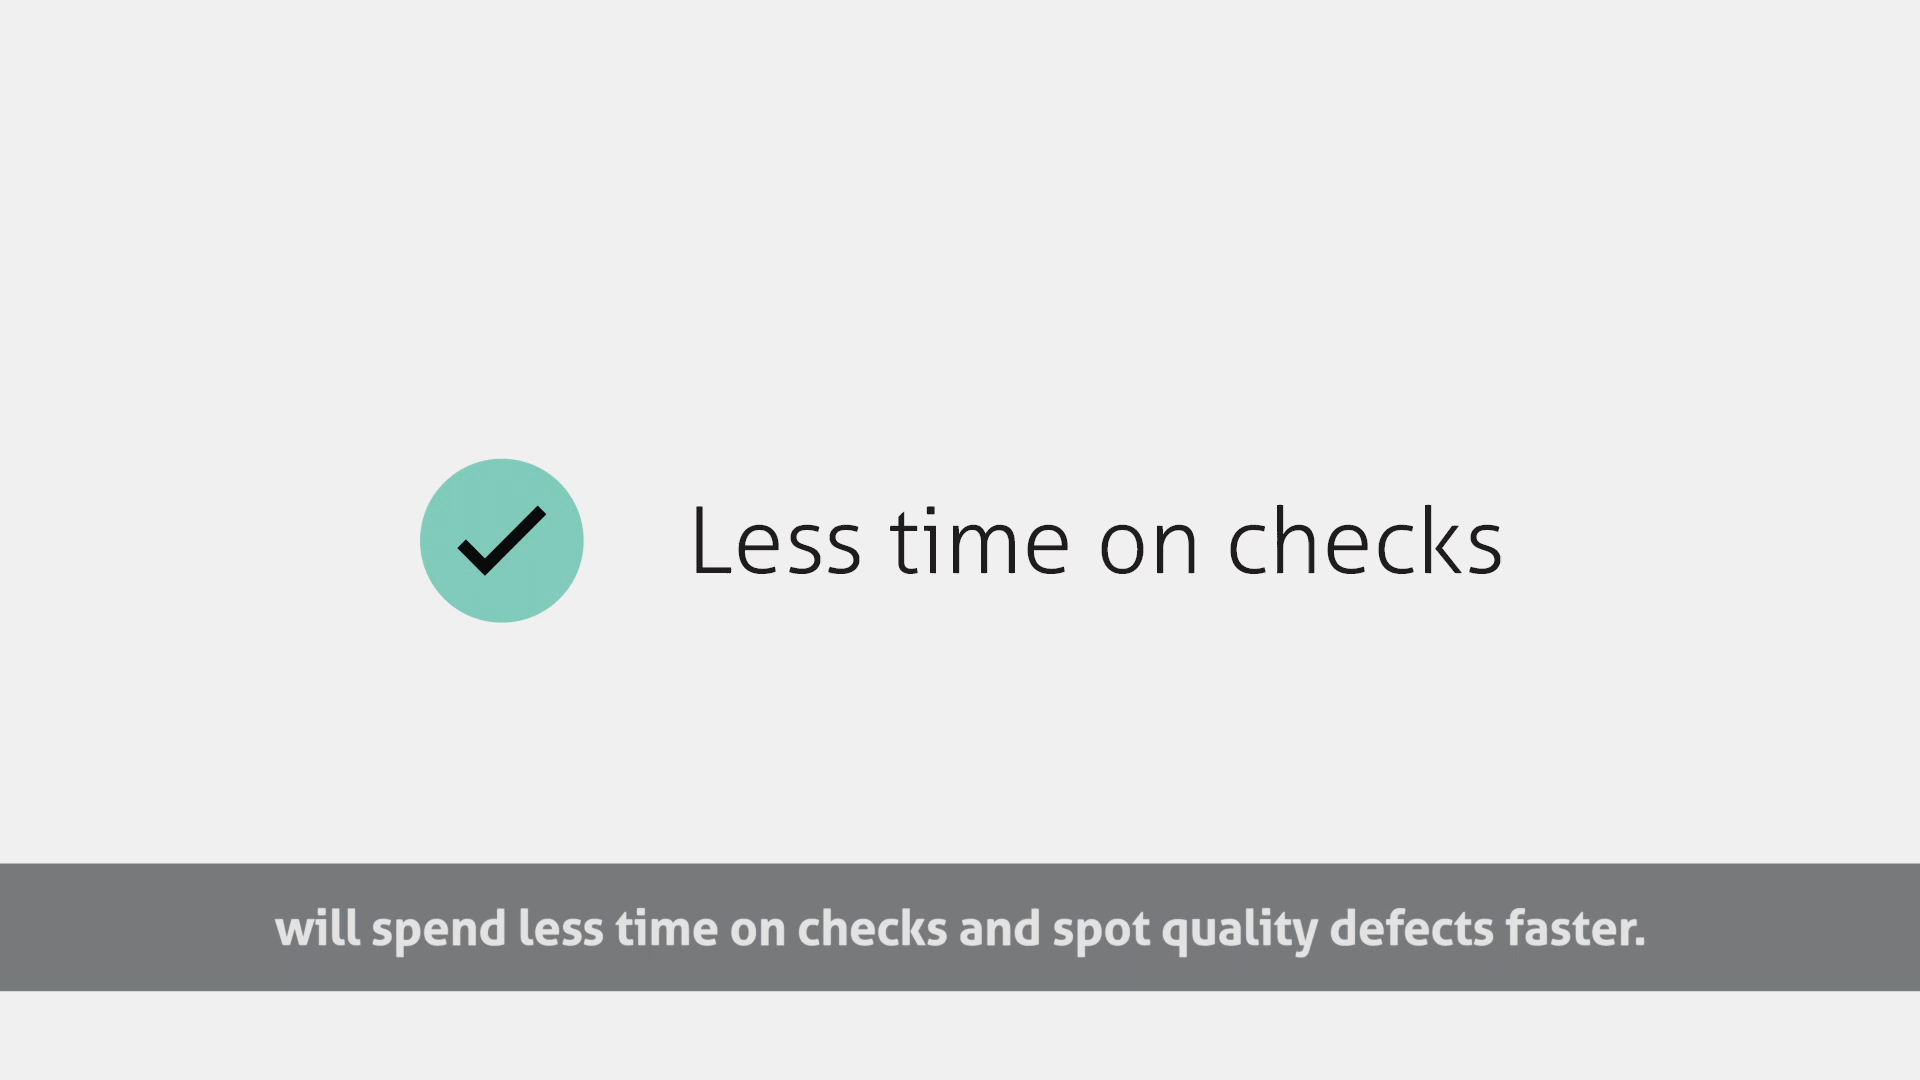 Less time on checks
will spend less time on checks and spot quality defects faster.